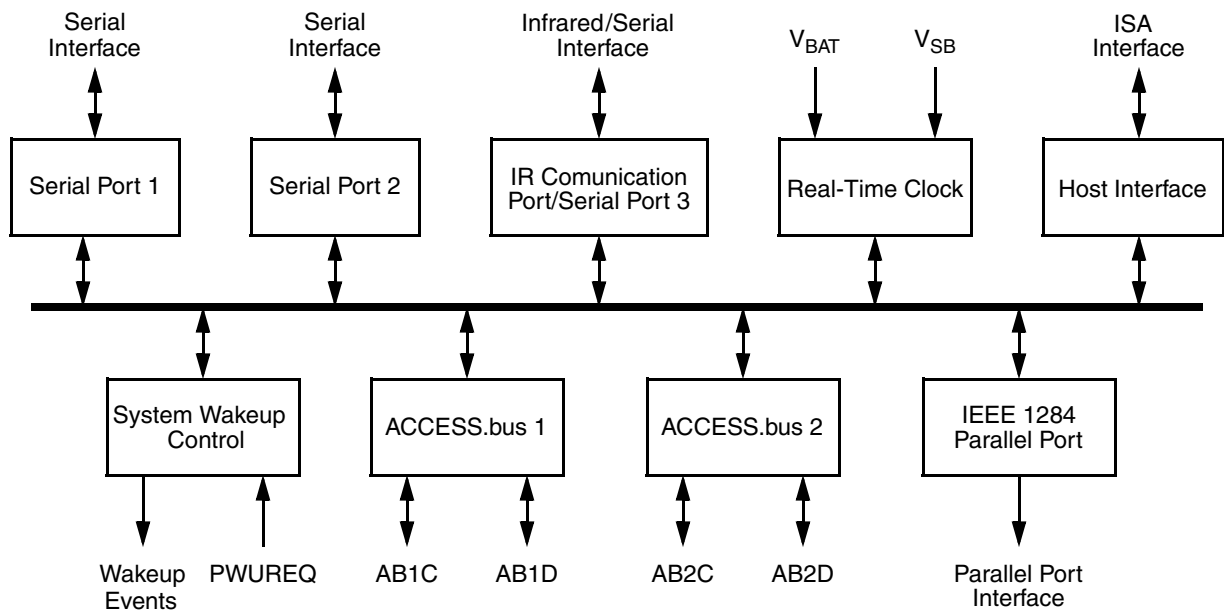 Serial
Interface
Serial
Interface
Infrared/Serial
Interface
VBAT
VSB
ISA
Interface
Serial Port 1
Serial Port 2
IR Comunication
Port/Serial Port 3
Real-Time Clock
Host Interface
System Wakeup
Control
ACCESS.bus 1
ACCESS.bus 2
IEEE 1284
Parallel Port
Wakeup
Events
PWUREQ
AB1C
AB1D
AB2C
AB2D
Parallel Port
Interface